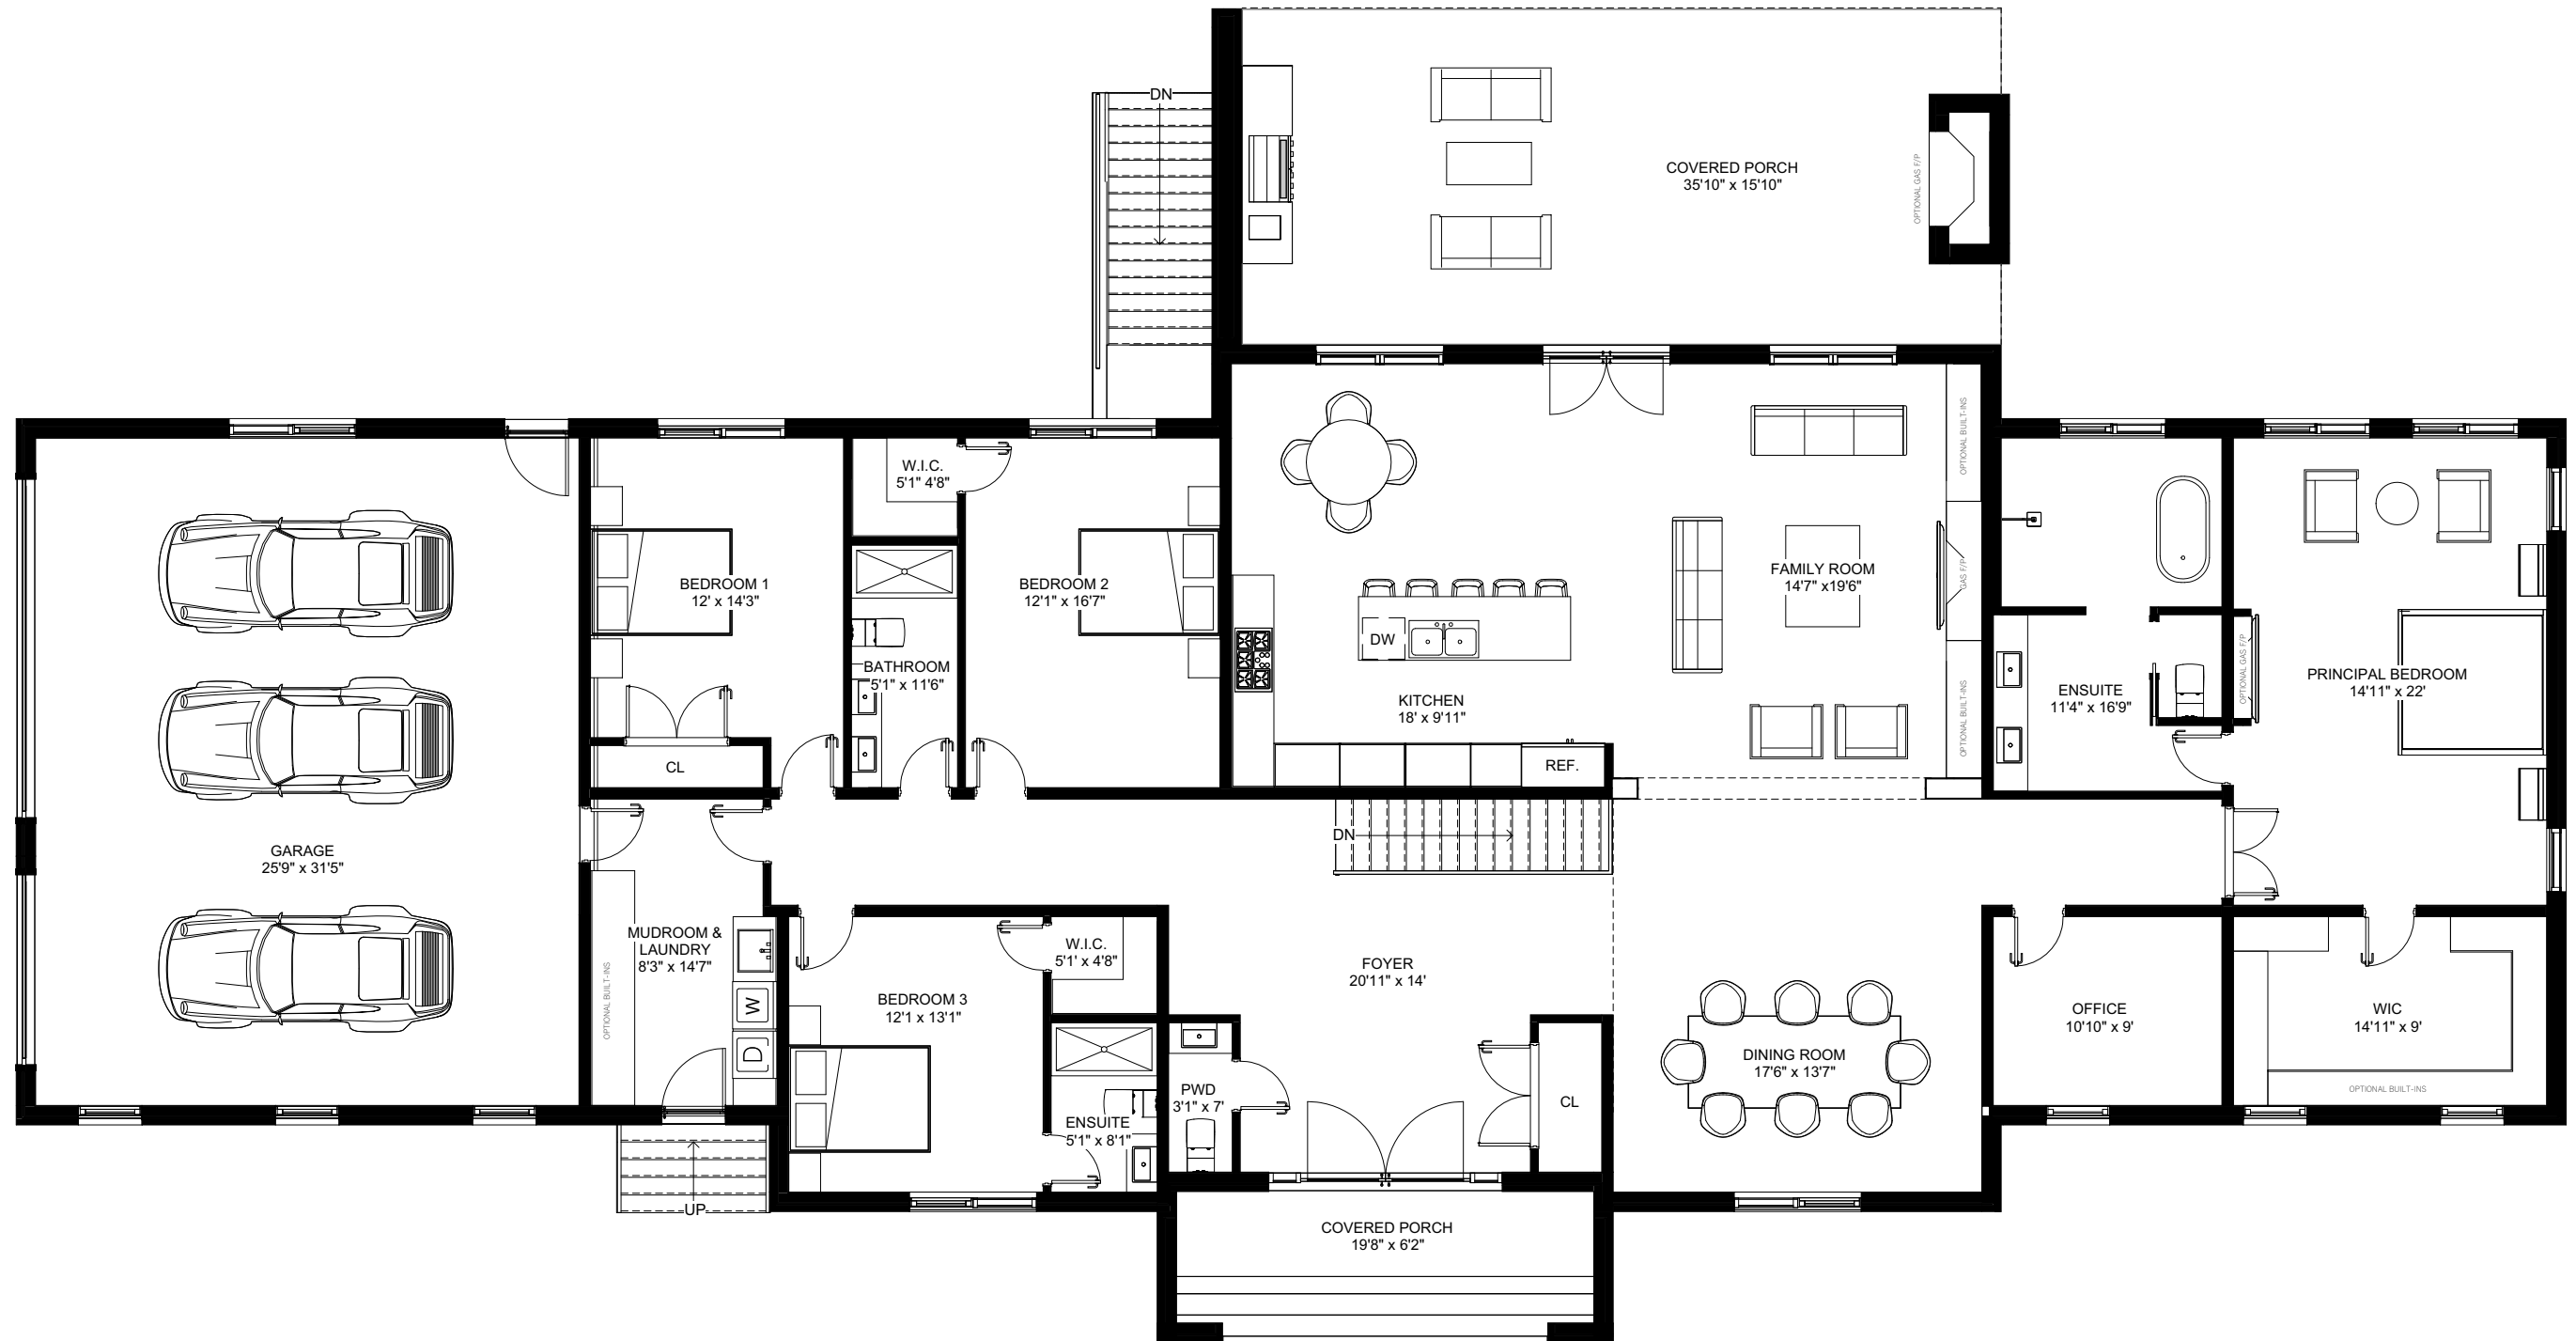 DN
COVERED PORCH
35'10" x 15'10"
OPTIONAL GAS F/P
W.I.C.
5'1" 4'8"
BEDROOM 1
12' x 14'3"
BATHROOM
5'1" x 11'6"
BEDROOM 2
12'1" x 16'7"
CL
DW
KITCHEN
18' x 9'11"
REF.
FAMILY ROOM
14'7" x19'6"
OPTIONAL BUILT-INS
GAS F/P
OPTIONAL BUILT-INS
ENSUITE
11'4" x 16'9"
OPTIONAL GAS F/P
PRINCIPAL BEDROOM
14'11" x 22'
GARAGE
25'9" x 31'5"
DN
MUDROOM &
LAUNDRY
8'3" x 14'7"
OPTIONAL BUILT-INS
W
D
UP
BEDROOM 3
12'1 x 13'1"
W.I.C.
5'1' x 4'8"
ENSUITE
5'1" x 8'1"
PWD
3'1" x 7'
FOYER
20'11" x 14'
CL
DINING ROOM
17'6" x 13'7"
OFFICE
10'10" x 9'
WIC
14'11" x 9'
OPTIONAL BUILT-INS
COVERED PORCH
19'8" x 6'2"